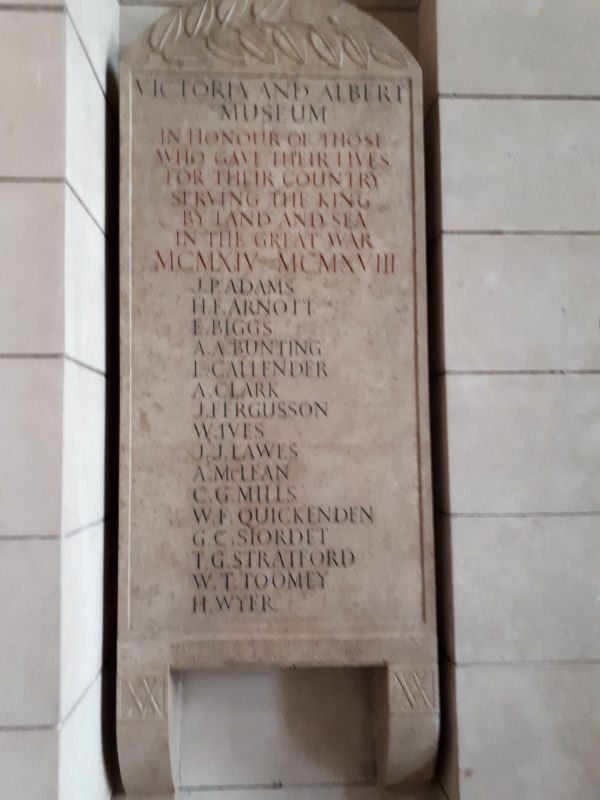 VICTORIA AND ALBERT
MUSEUM
IN HONOUR OF THOSE
WHO GAVE THEIR LIVES
FOR THEIR COUNTRY
SERVING THE KING
BY LAND AND SEA
IN THE GREAT WAR
MCMXIV–MCMXVIII
J.P.ADAMS
H.F.ARNOTT
E.BIGGS
A.A.BUNTING
L.CALLENDER
A.CLARK
J.FERGUSSON
W.IVES
J.J.LAWES
A.McLEAN
C.G.MILLS
W.F.QUICKENDEN
G.C.SIORDET
T.G.STRATFORD
W.T.TOOMEY
H.WYER